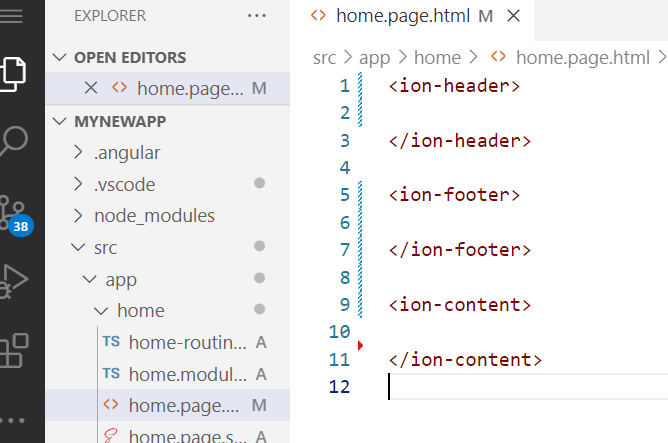 EXPLORER ...
OPEN EDITORS
home.page... M
MYNEWAPP
.angular
.vscode
node_modules
src
app
home
TS home-routin... A
TS home.modul... A
home.page.... M
home.page.s... A
38
home.page.html M
src > app > home > home.page.html >
1 <ion-header>
2
3 </ion-header>
4
5 <ion-footer>
6
7 </ion-footer>
8
9 <ion-content>
10
11 </ion-content>
12